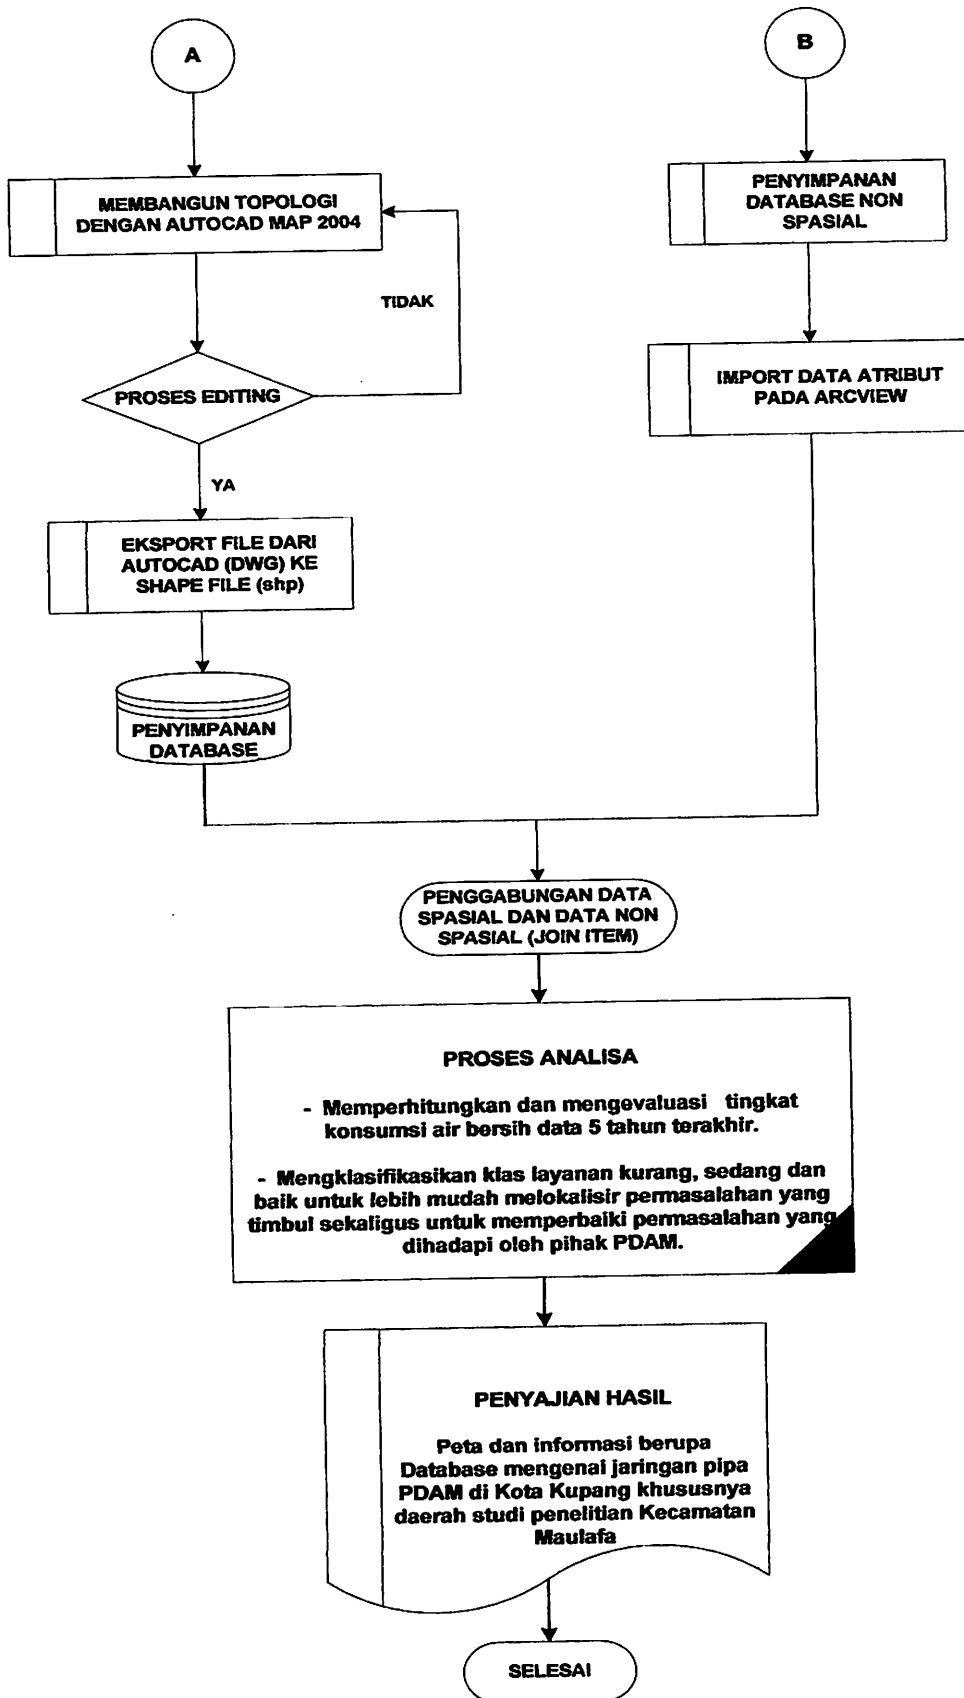 A
MEMBANGUN TOPOLOGI
DENGAN AUTOCAD MAP 2004
TIDAK
PROSES EDITING
YA
EKSPORT FILE DARI
AUTOCAD (DWG) KE
SHAPE FILE (shp)
PENYIMPANAN
DATABASE
B
PENYIMPANAN
DATABASE NON
SPASIAL
IMPORT DATA ATRIBUT
PADA ARCVIEW
PENGGABUNGAN DATA
SPASIAL DAN DATA NON
SPASIAL (JOIN ITEM)
PROSES ANALISA
- Memperhitungkan dan mengevaluasi tingkat
konsumsi air bersih data 5 tahun terakhir.
- Mengklasifikasikan klas layanan kurang, sedang dan
baik untuk lebih mudah melokalisir permasalahan yang
timbul sekaligus untuk memperbaiki permasalahan yang
dihadapi oleh pihak PDAM.
PENYAJIAN HASIL
Peta dan informasi berupa
Database mengenai jaringan pipa
PDAM di Kota Kupang khususnya
daerah studi penelitian Kecamatan
Maulafa
SELESAI